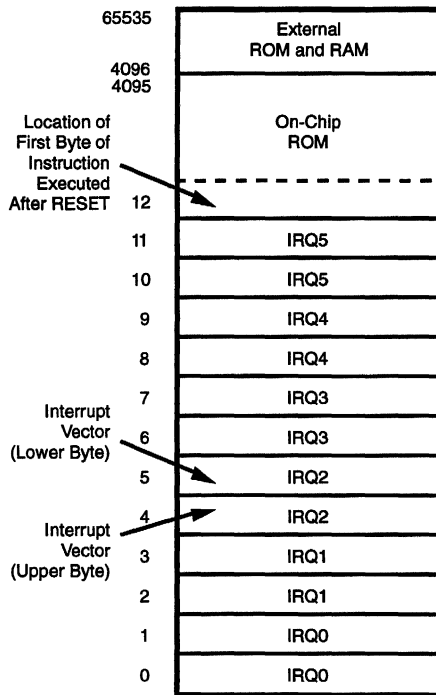 65535
External
ROM and RAM
4096
4095
Location of
First Byte of
Instruction
Executed
After RESET
On-Chip
ROM
12
11 IRQ5
10 IRQ5
9 IRQ4
8 IRQ4
7 IRQ3
Interrupt
Vector
(Lower Byte)
6 IRQ3
5 IRQ2
4 IRQ2
Interrupt
Vector
(Upper Byte)
3 IRQ1
2 IRQ1
1 IRQ0
0 IRQ0